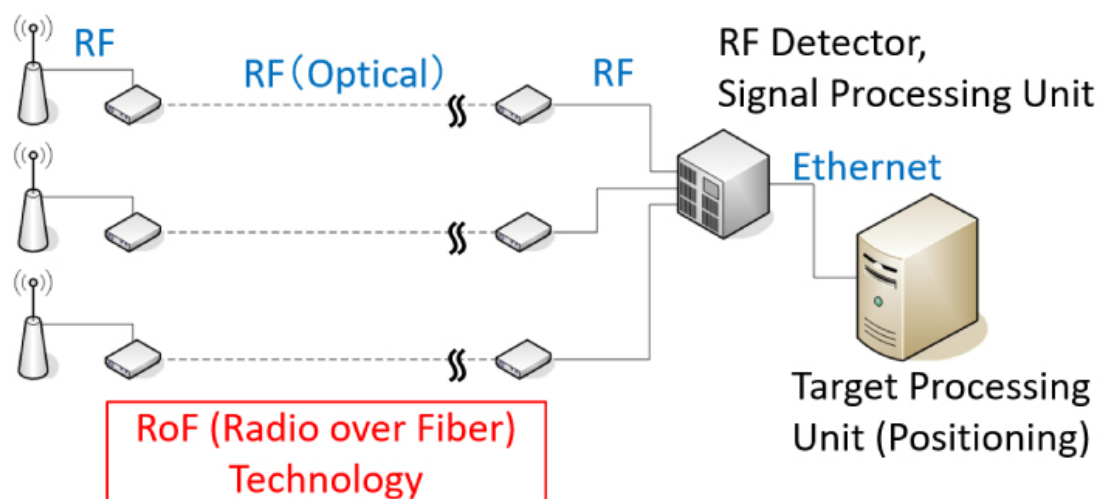 RF
RF（Optical）
RF
RF Detector,
Signal Processing Unit
Ethernet
Target Processing
Unit (Positioning)
RoF (Radio over Fiber)
Technology